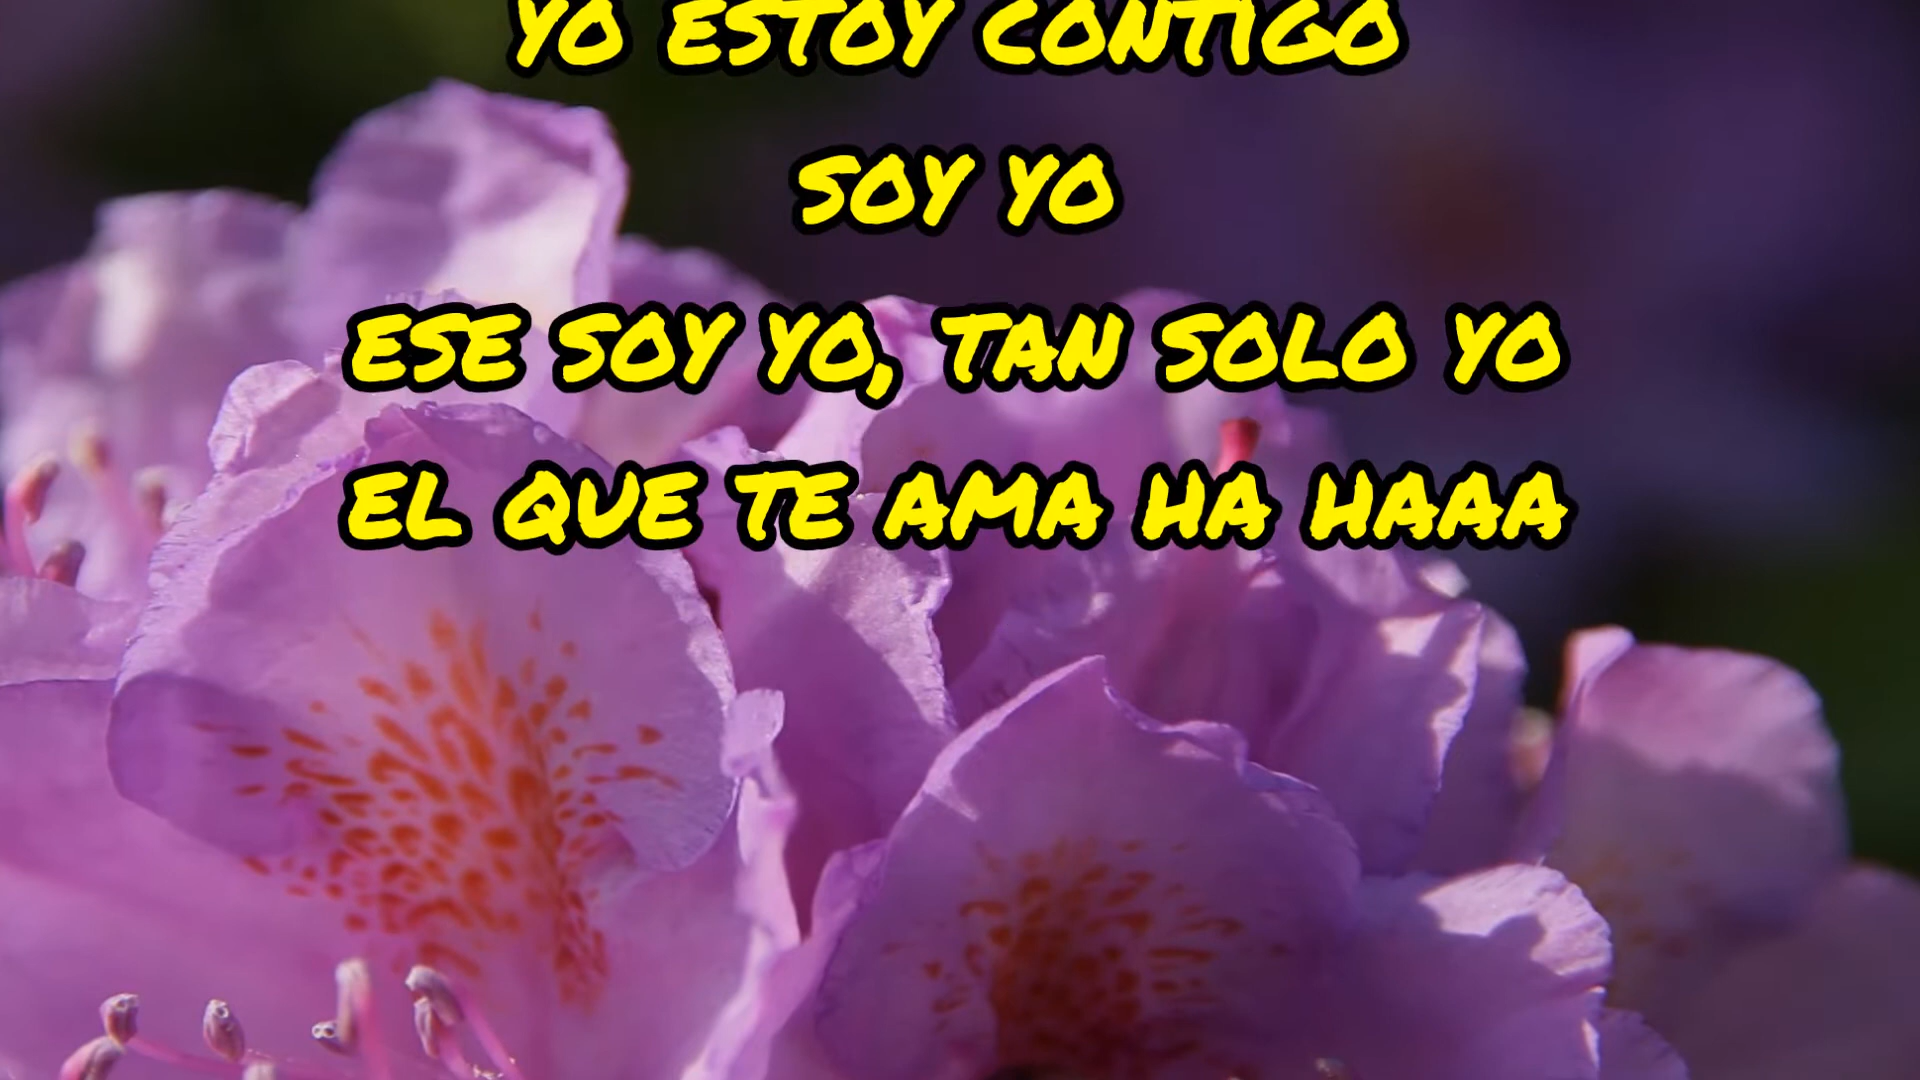 YO ESTOY CONTIGO
SOY YO
ESE SOY YO, TAN SOLO YO
EL QUE TE AMA HA HAAA